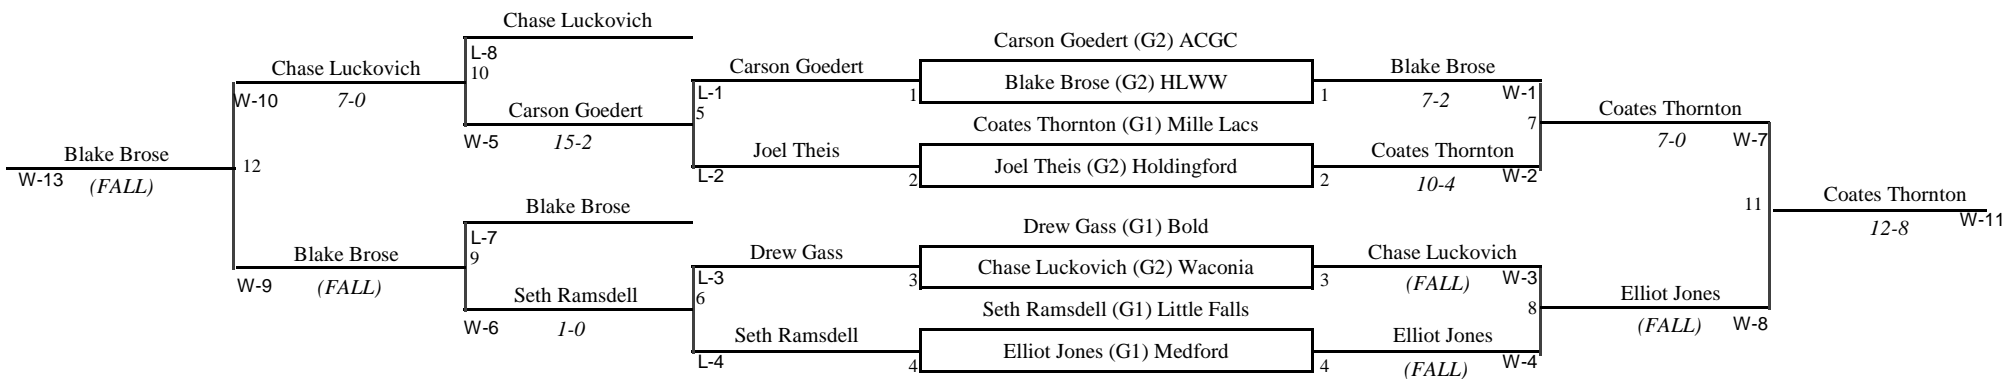 Chase Luckovich
L-8
10
Chase Luckovich
W-10
7-0
Carson Goedert
W-5
15-2
Carson Goedert
L-1
5
Joel Theis
L-2
Blake Brose
W-13
(FALL)
12
Blake Brose
L-7
9
Blake Brose
W-9
(FALL)
Seth Ramsdell
W-6
1-0
Drew Gass
L-3
6
Seth Ramsdell
L-4
Carson Goedert (G2) ACGC
1 Blake Brose (G2) HLWW 1
Coates Thornton (G1) Mille Lacs
2 Joel Theis (G2) Holdingford 2
Drew Gass (G1) Bold
3 Chase Luckovich (G2) Waconia 3
Seth Ramsdell (G1) Little Falls
4 Elliot Jones (G1) Medford 4
Blake Brose
7-2
W-1
7
Coates Thornton
10-4
W-2
Chase Luckovich
(FALL)
W-3
8
Elliot Jones
(FALL)
W-4
Coates Thornton
7-0
W-7
11
Elliot Jones
(FALL)
W-8
Coates Thornton
12-8
W-11